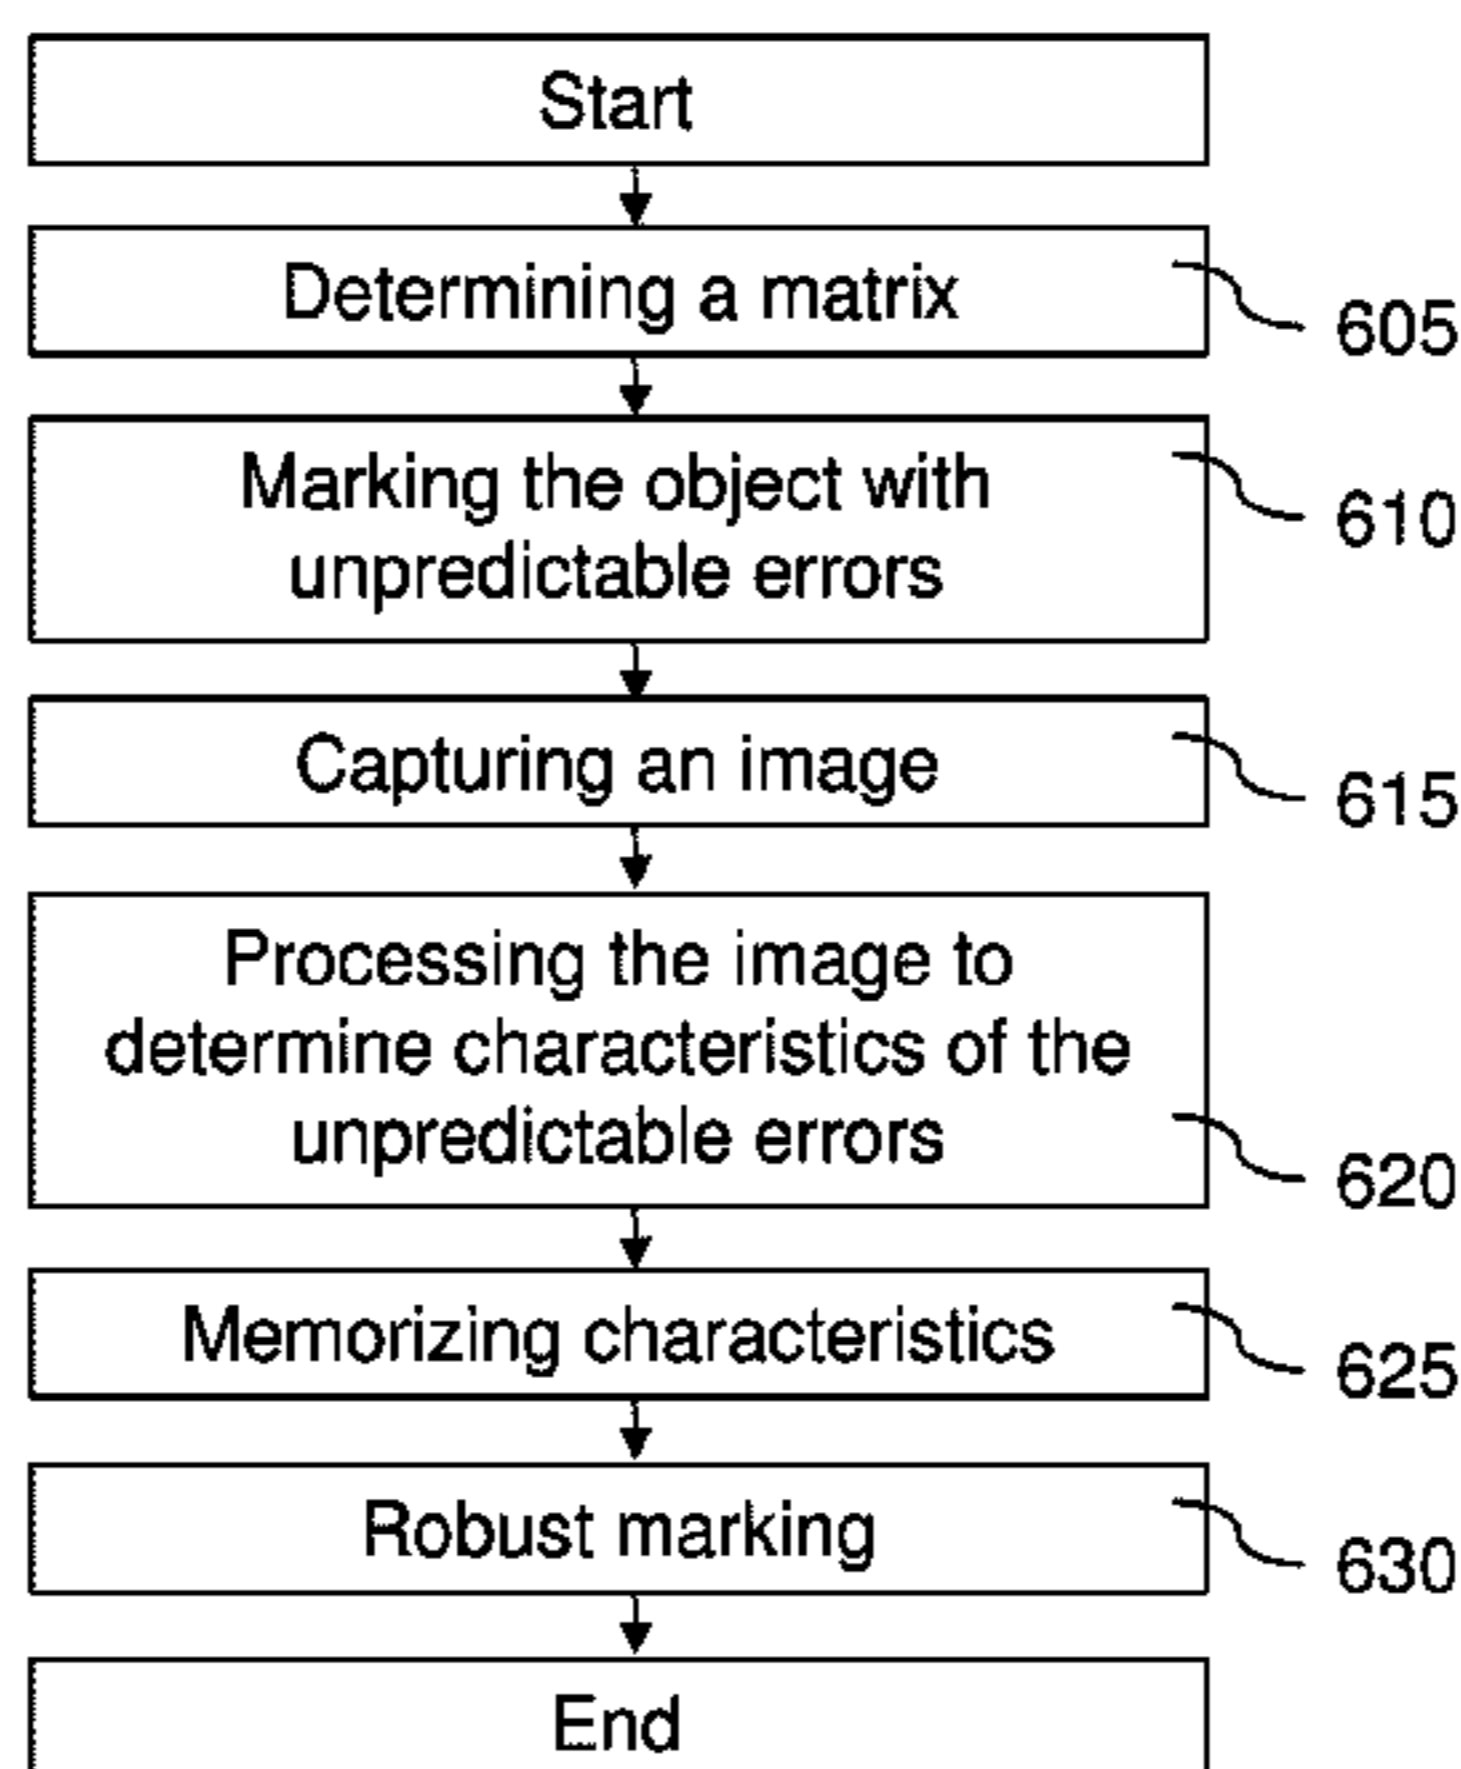 Start
Determining a matrix
605
Marking the object with
unpredictable errors
610
Capturing an image
615
Processing the image to
determine characteristics of the
unpredictable errors
620
Memorizing characteristics
625
Robust marking
630
End